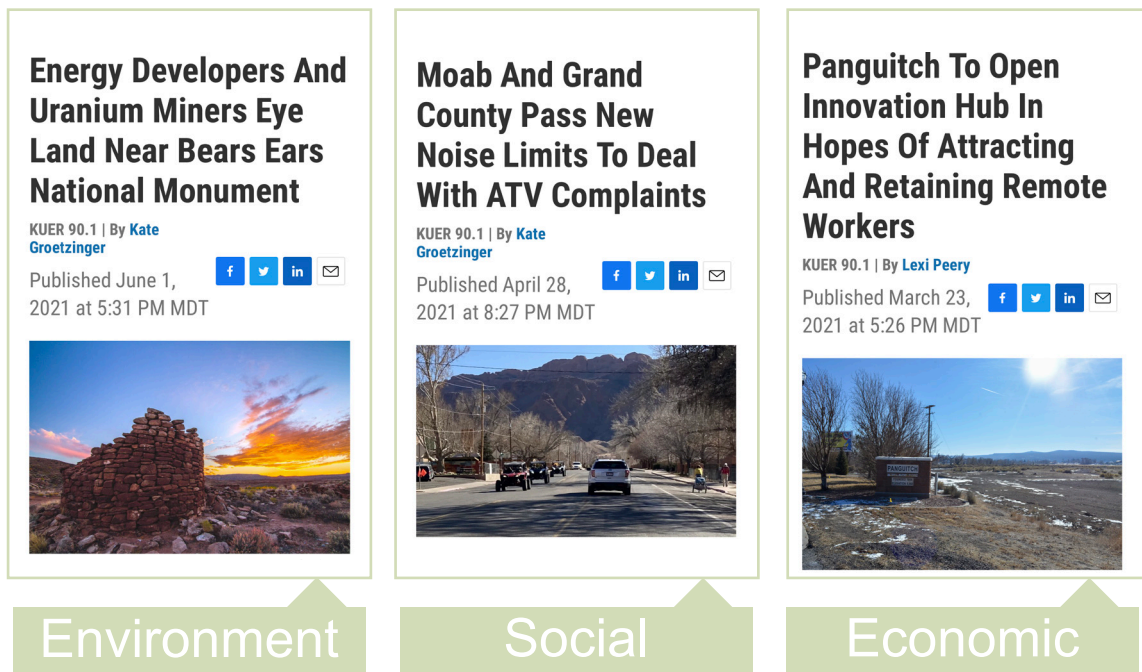 Energy Developers And
Uranium Miners Eye
Land Near Bears Ears
National Monument
KUER 90.1 | By Kate
Groetzinger
Published June 1,
2021 at 5:31 PM MDT
Environment
Moab And Grand
County Pass New
Noise Limits To Deal
With ATV Complaints
KUER 90.1 | By Kate
Groetzinger
Published April 28,
2021 at 8:27 PM MDT
Social
Panguitch To Open
Innovation Hub In
Hopes Of Attracting
And Retaining Remote
Workers
KUER 90.1 | By Lexi Peery
Published March 23,
2021 at 5:26 PM MDT
PANGUITCH
Economic